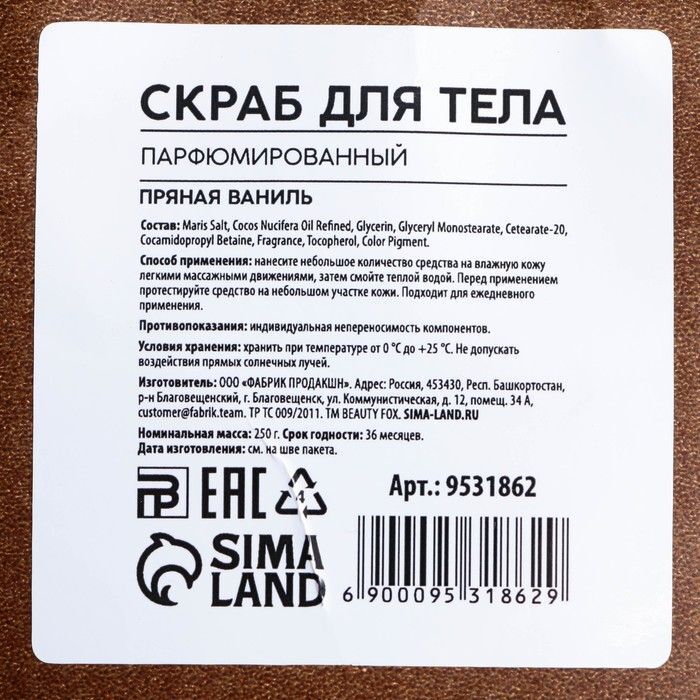 СКРАБ ДЛЯ ТЕЛА
ПАРФЮМИРОВАННЫЙ
ПРЯНАЯ ВАНИЛЬ
Состав: Maris Salt, Cocos Nucifera Oil Refined, Glycerin, Glyceryl Monostearate, Cetearate-20,
Cocamidopropyl Betaine, Fragrance, Tocopherol, Color Pigment.
Способ применения: нанесите небольшое количество средства на влажную кожу
легкими массажными движениями, затем смойте теплой водой. Перед применением
протестируйте средство на небольшом участке кожи. Подходит для ежедневного
применения.
Противопоказания: индивидуальная непереносимость компонентов.
Условия хранения: хранить при температуре от 0 °C до +25 °C. Не допускать
воздействия прямых солнечных лучей.
Изготовитель: ООО «ФАБРИК ПРОДАКШН». Адрес: Россия, 453430, Респ. Башкортостан,
р-н Благовещенский, г. Благовещенск, ул. Коммунистическая, д. 12, помещ. 34 А,
customer@fabrik.team. ТР ТС 009/2011. ТМ BEAUTY FOX. SIMA-LAND.RU
Номинальная масса: 250 г. Срок годности: 36 месяцев.
Дата изготовления: см. на шве пакета.
EAC 4
Арт.: 9531862
SIMA
LAND
6 900095 318629